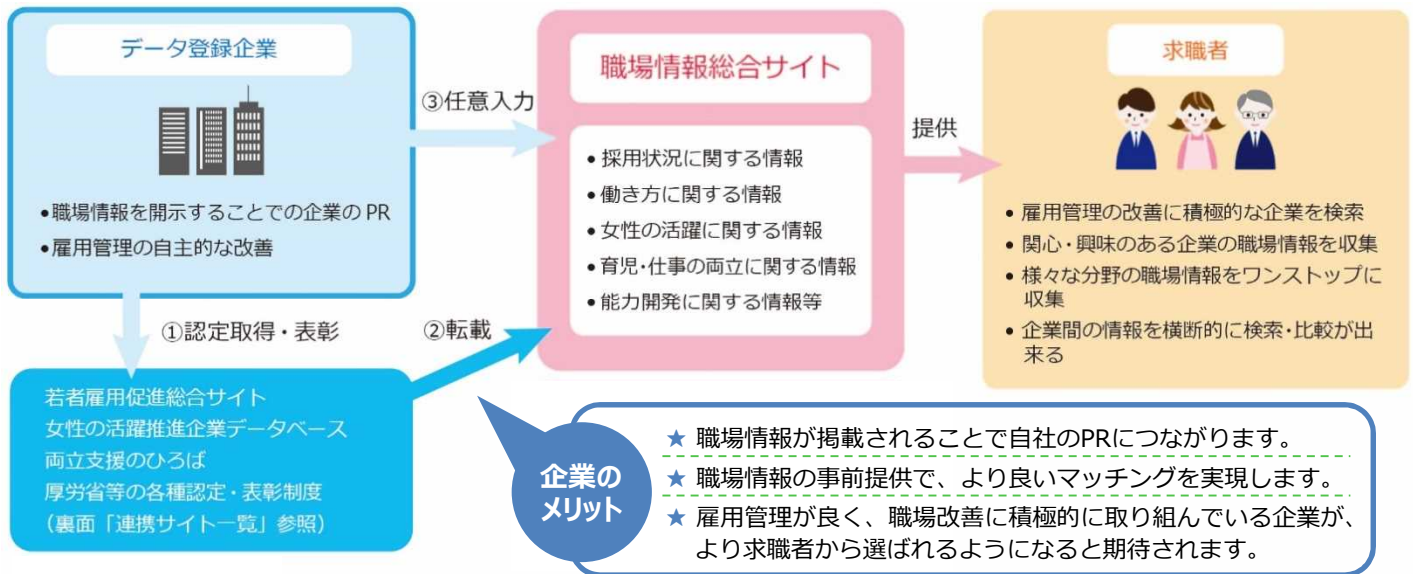 データ登録企業
•職場情報を開示することでの企業の PR
•雇用管理の自主的な改善
③任意入力
①認定取得・表彰
②転載
若者雇用促進総合サイト
女性の活躍推進企業データベース
両立支援のひろば
厚労省等の各種認定・表彰制度
（裏面「連携サイト一覧」参照）
職場情報総合サイト
• 採用状況に関する情報
• 働き方に関する情報
• 女性の活躍に関する情報
• 育児・仕事の両立に関する情報
• 能力開発に関する情報等
提供
求職者
• 雇用管理の改善に積極的な企業を検索
• 関心・興味のある企業の職場情報を収集
• 様々な分野の職場情報をワンストップに
収集
• 企業間の情報を横断的に検索・比較が出
来る
企業の
メリット
★ 職場情報が掲載されることで自社のPRにつながります。
★ 職場情報の事前提供で、より良いマッチングを実現します。
★ 雇用管理が良く、職場改善に積極的に取り組んでいる企業が、
より求職者から選ばれるようになると期待されます。